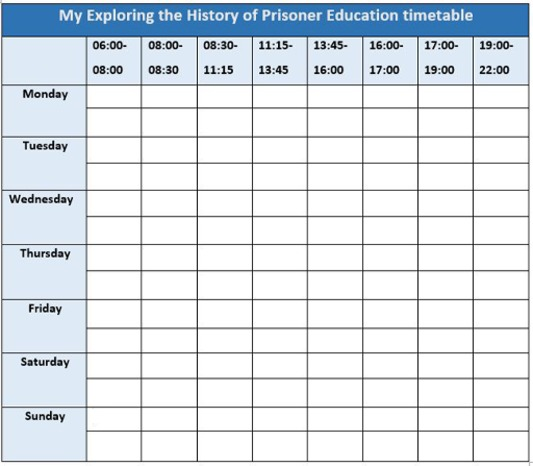 My Exploring the History of Prisoner Education timetable
06:00- 08:00- 08:30- 11:15- 13:45- 16:00- 17:00- 19:00-
08:00 08:30 11:15 13:45 16:00 17:00 19:00 22:00
Monday
Tuesday
Wednesday
Thursday
Friday
Saturday
Sunday